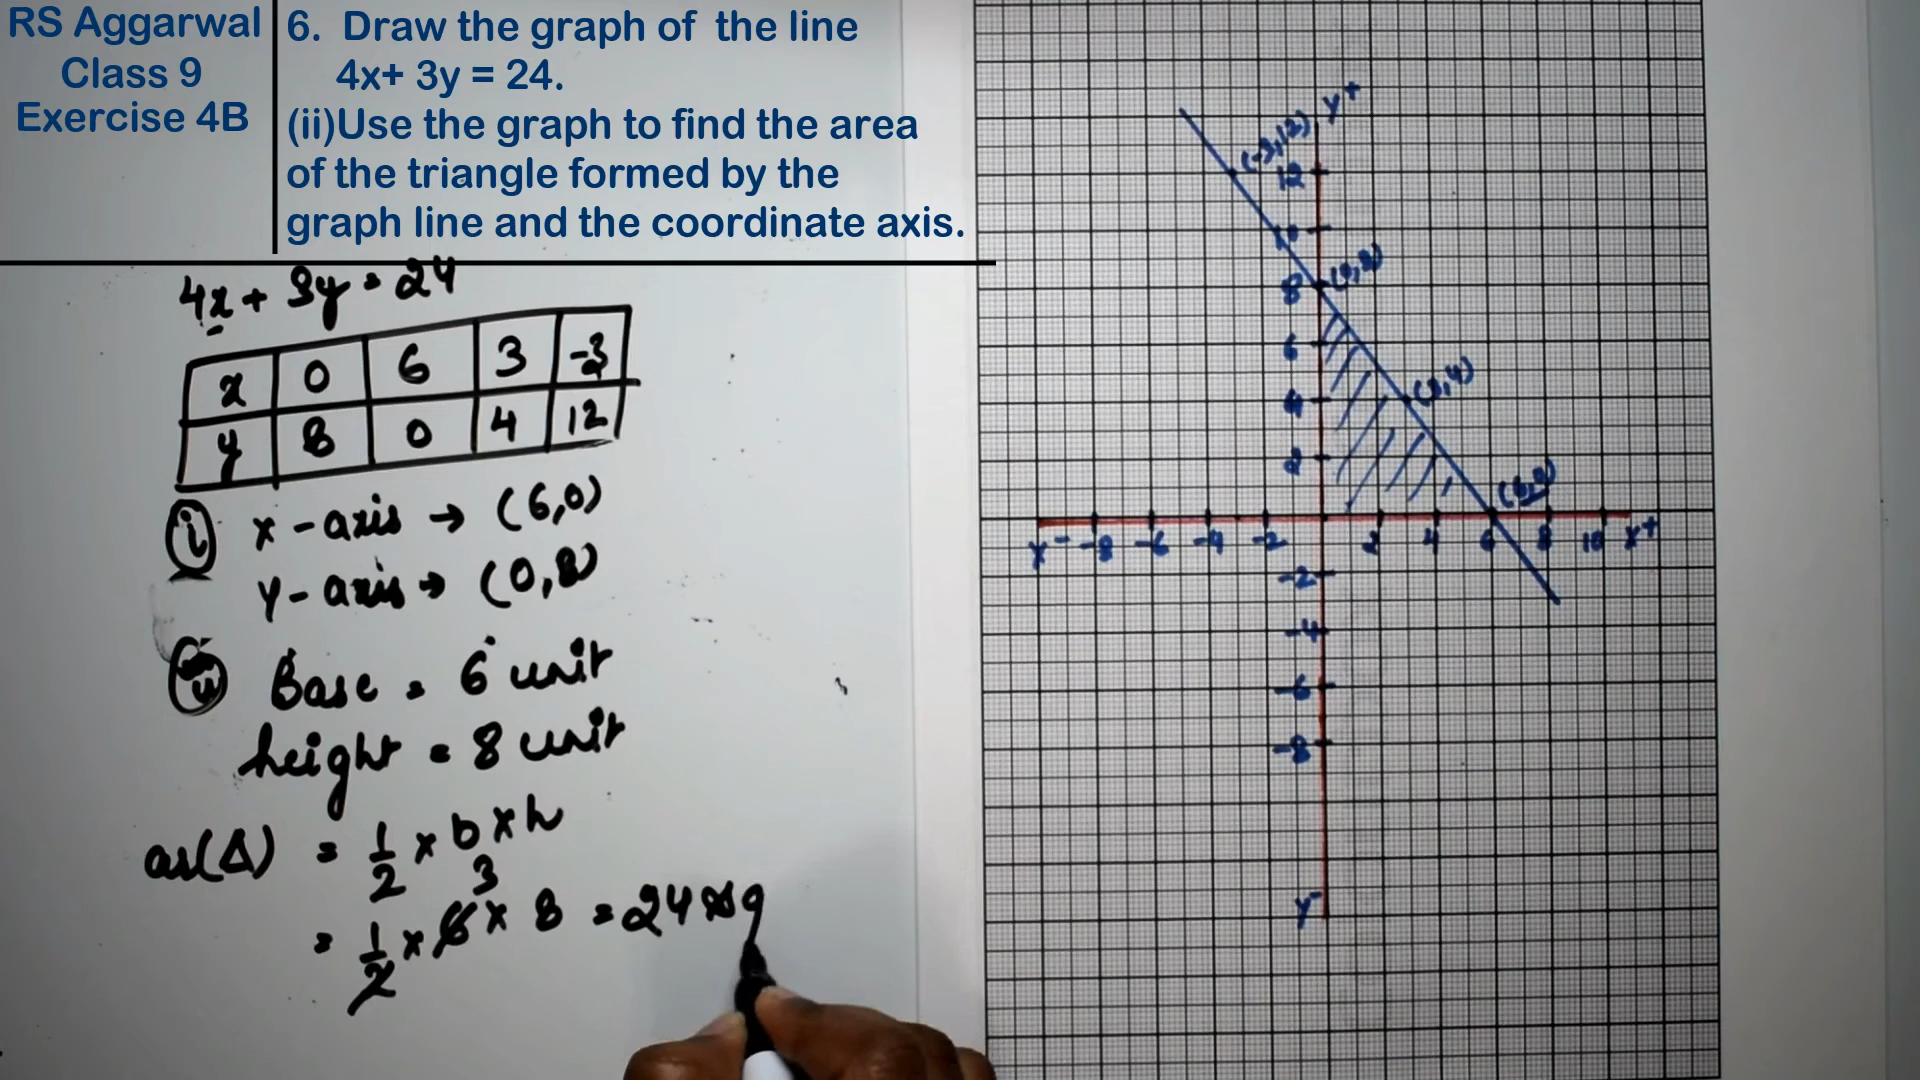 RS Aggarwal
Class 9
Exercise 4B
6. Draw the graph of the line
4x+ 3y = 24.
(ii)Use the graph to find the area
of the triangle formed by the
graph line and the coordinate axis.
4x + 3y = 24
x 0 6 3 -3
y 8 0 4 12
(i) x-axis → (6,0)
y-axis → (0,8)
Base = 6 unit
height = 8 unit
ar(Δ) = 1/2 × b × h
3
= 1/2 × 6 × 8 = 24 sq
Y+
(-3,12)
12
10
8 (0,8)
6
4 (3,4)
2
(6,0)
X- -8 -6 -4 -2 2 4 6 8 10 X+
-2
-4
-6
-8
Y-